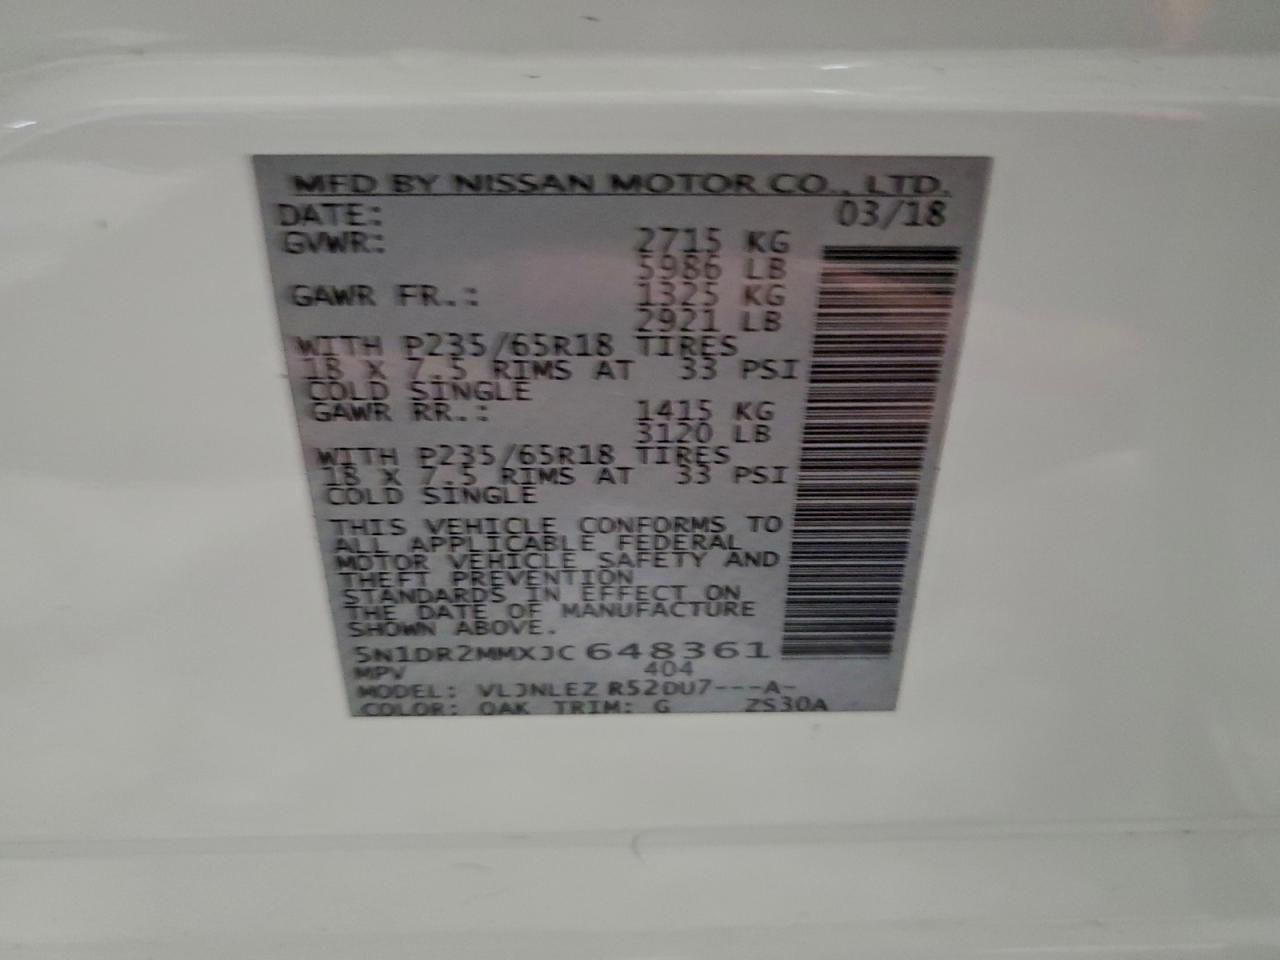 MFD BY NISSAN MOTOR CO., LTD.
DATE: 03/18
GVWR: 2715 KG
5986 LB
GAWR FR.: 1325 KG
2921 LB
WITH P235/65R18 TIRES
18 X 7.5 RIMS AT 33 PSI
COLD SINGLE
GAWR RR.: 1415 KG
3120 LB
WITH P235/65R18 TIRES
18 X 7.5 RIMS AT 33 PSI
COLD SINGLE
THIS VEHICLE CONFORMS TO
ALL APPLICABLE FEDERAL
MOTOR VEHICLE SAFETY AND
THEFT PREVENTION
STANDARDS IN EFFECT ON
THE DATE OF MANUFACTURE
SHOWN ABOVE.
5N1DR2MMXJC648361
MPV 404
MODEL: VLJNLEZ R52DU7---A-
COLOR: QAK TRIM: G ZS30A